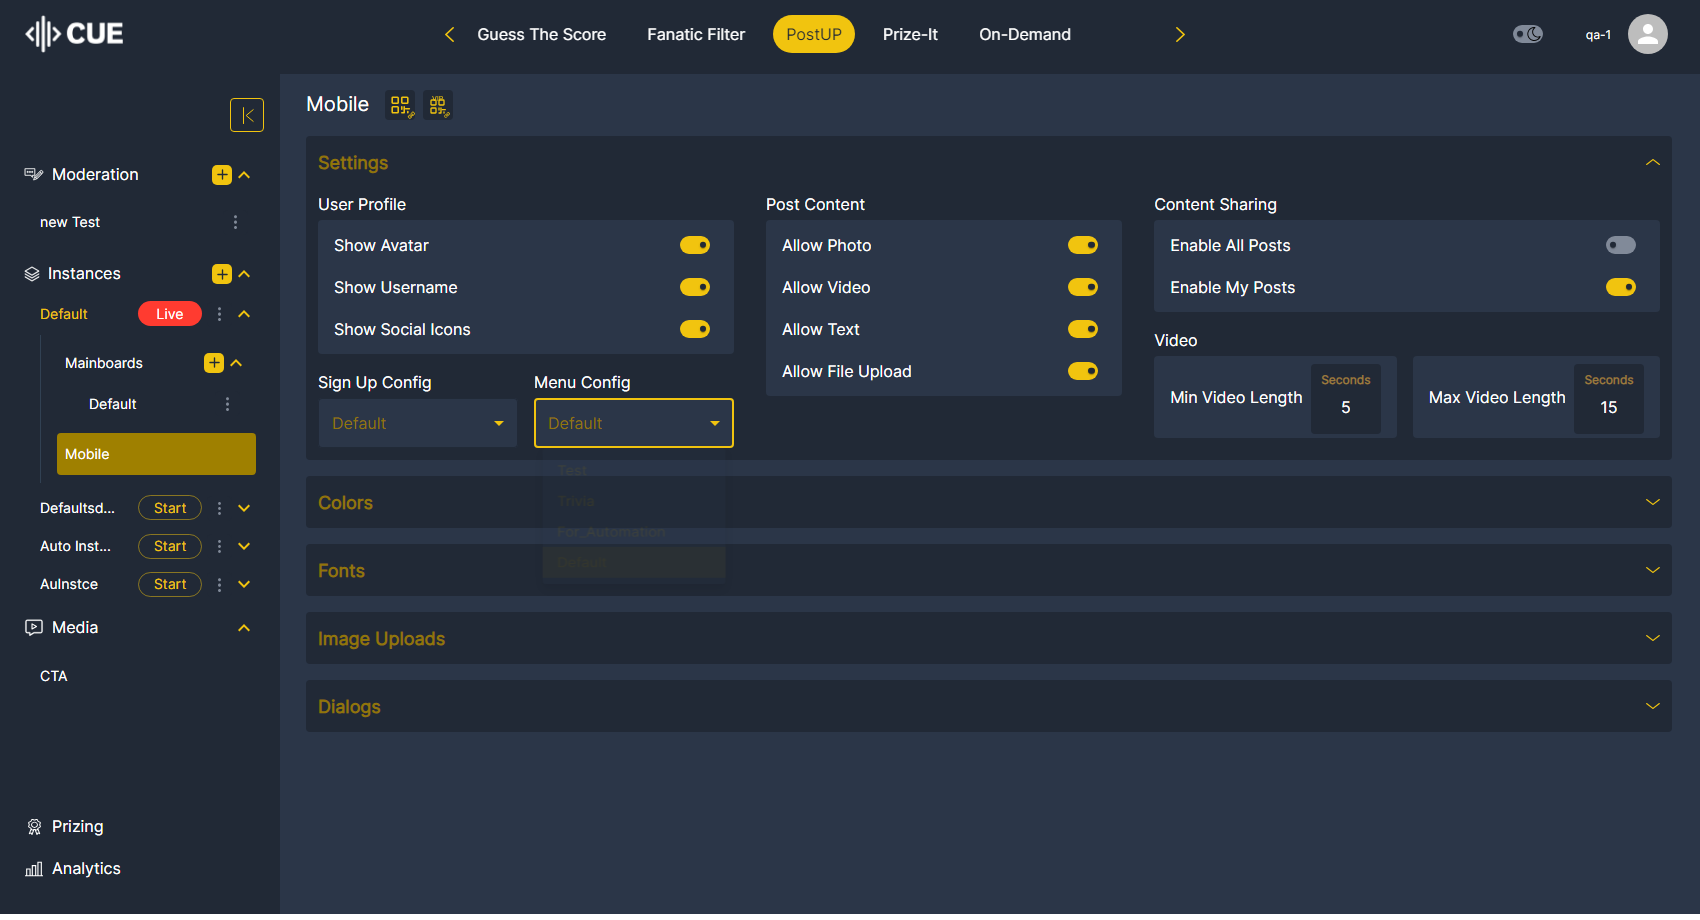 CUE
Guess The Score
Fanatic Filter
PostUP
Prize-It
On-Demand
qa-1
Moderation
new Test
Instances
Default
Live
Mainboards
Default
Mobile
Defaultsd...
Start
Auto Inst...
Start
AuInstce
Start
Media
CTA
Prizing
Analytics
Mobile
Settings
User Profile
Show Avatar
Show Username
Show Social Icons
Sign Up Config
Default
Menu Config
Default
Test
Trivia
For_Automation
Default
Post Content
Allow Photo
Allow Video
Allow Text
Allow File Upload
Content Sharing
Enable All Posts
Enable My Posts
Video
Min Video Length
Seconds
5
Max Video Length
Seconds
15
Colors
Fonts
Image Uploads
Dialogs